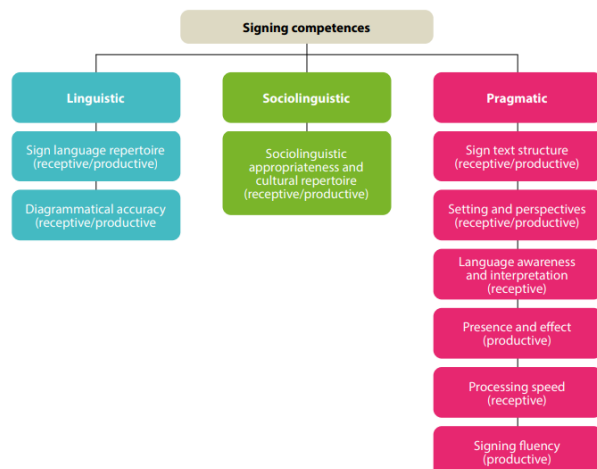 Signing competences
Linguistic
Sociolinguistic
Pragmatic
Sign language repertoire
(receptive/productive)
Diagrammatical accuracy
(receptive/productive
Sociolinguistic
appropriateness and
cultural repertoire
(receptive/productive)
Sign text structure
(receptive/productive)
Setting and perspectives
(receptive/productive)
Language awareness
and interpretation
(receptive)
Presence and effect
(productive)
Processing speed
(receptive)
Signing fluency
(productive)